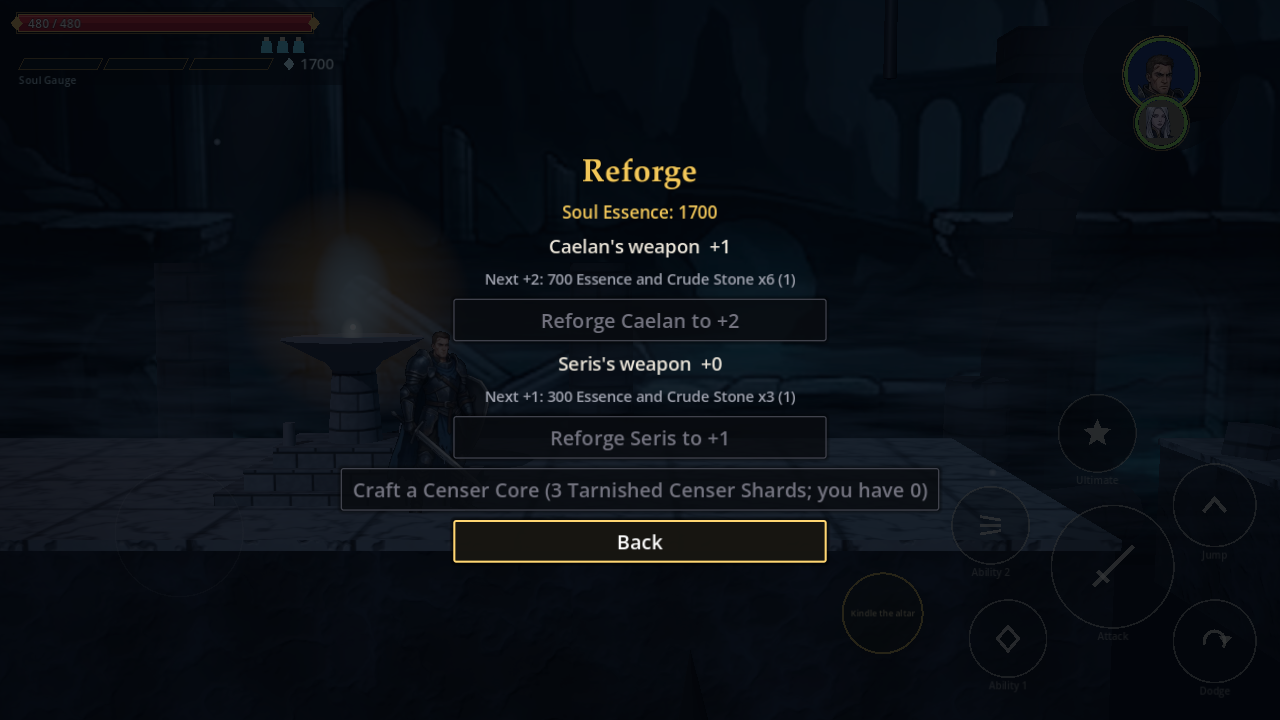 480 / 480
1700
Soul Gauge
Reforge
Soul Essence: 1700
Caelan's weapon +1
Next +2: 700 Essence and Crude Stone x6 (1)
Reforge Caelan to +2
Seris's weapon +0
Next +1: 300 Essence and Crude Stone x3 (1)
Reforge Seris to +1
Craft a Censer Core (3 Tarnished Censer Shards; you have 0)
Back
Ultimate
Jump
Ability 2
Kindle the altar
Attack
Ability 1
Dodge